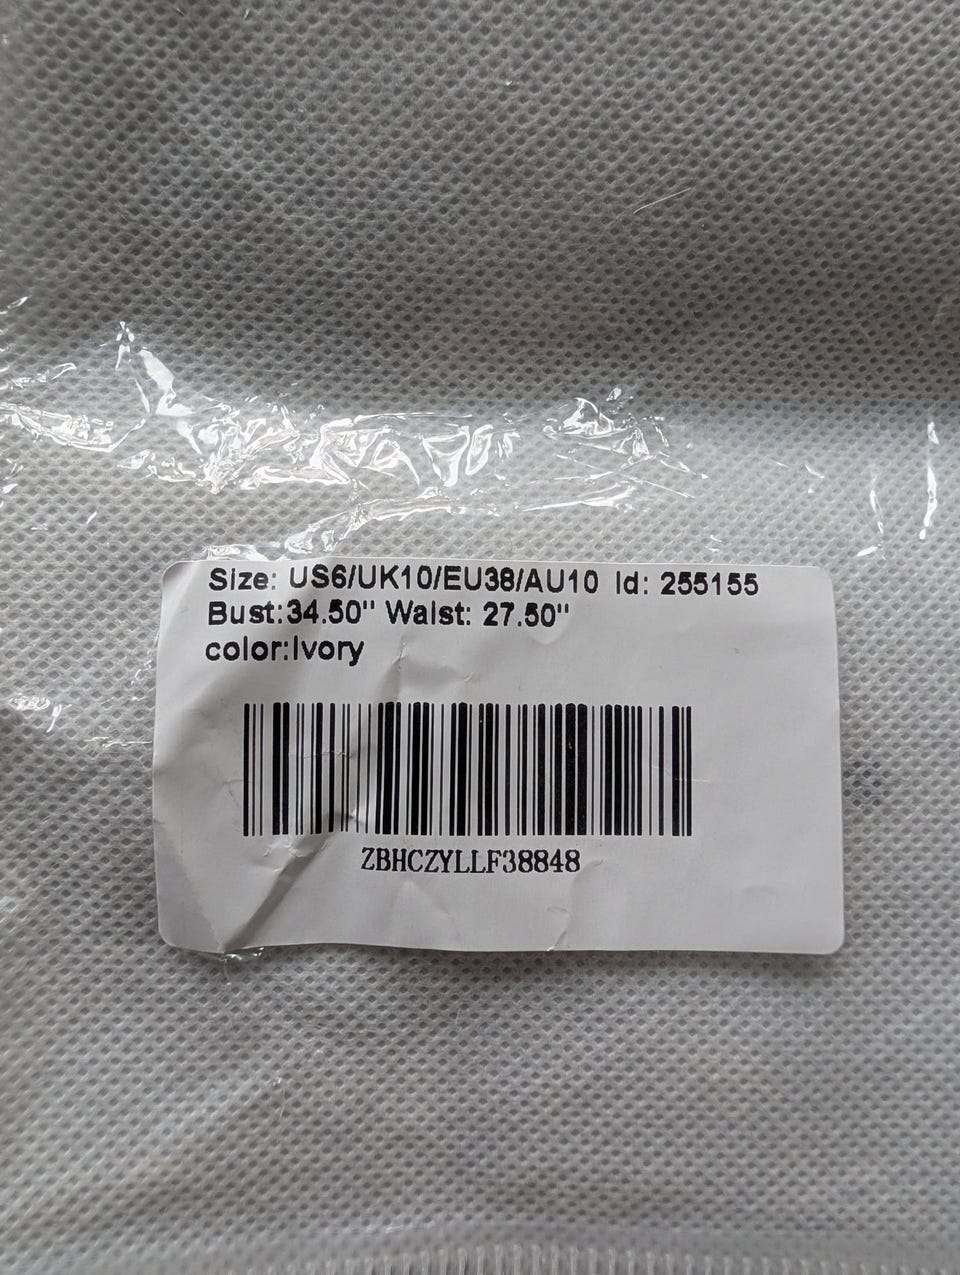 Size: US6/UK10/EU38/AU10 Id: 255155
Bust:34.50" Waist: 27.50"
color:Ivory
ZBHCZYLLF38848